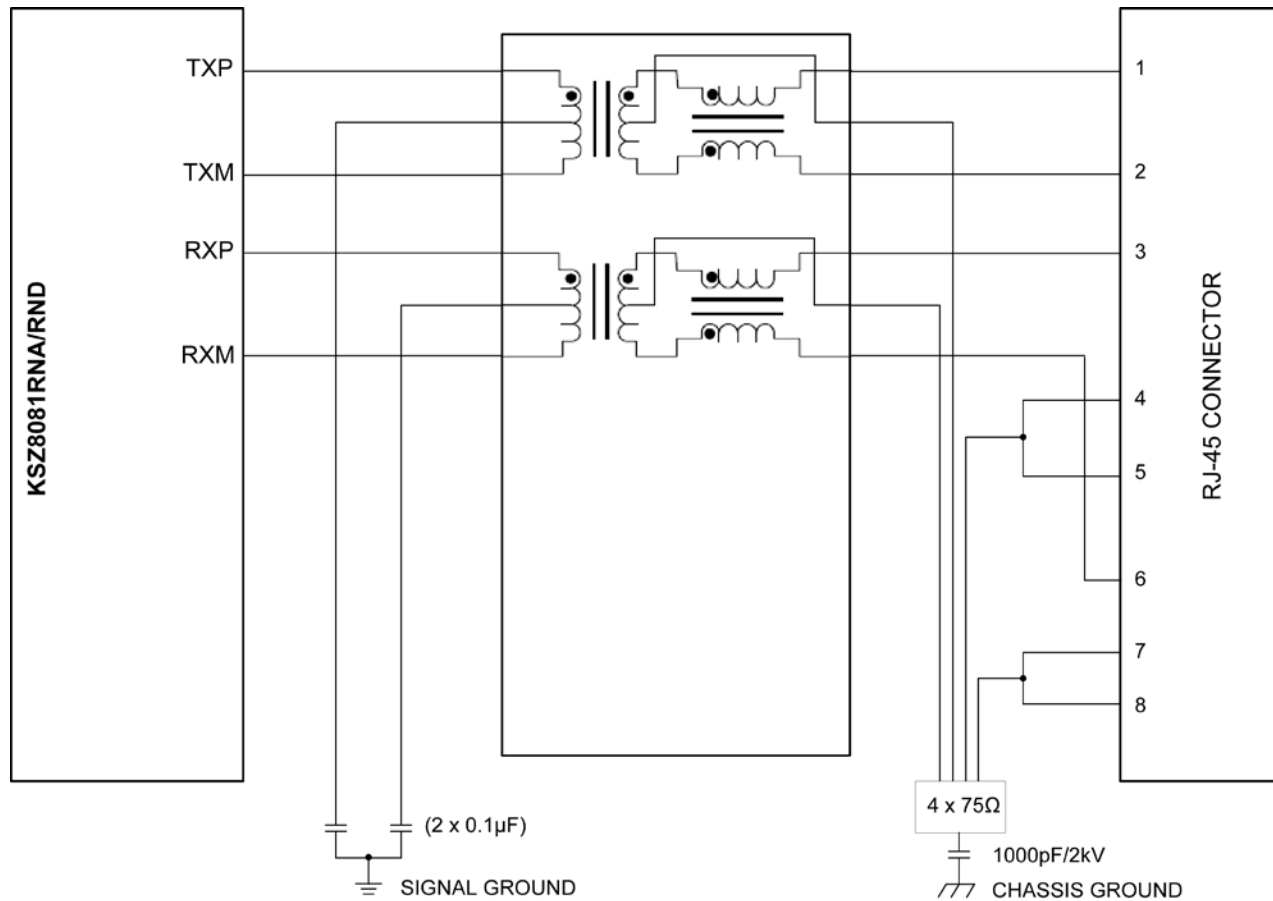 KSZ8081RNA/RND
TXP
TXM
RXP
RXM
1
2
3
4
5
6
7
8
RJ-45 CONNECTOR
(2 x 0.1µF)
SIGNAL GROUND
4 x 75Ω
1000pF/2kV
CHASSIS GROUND